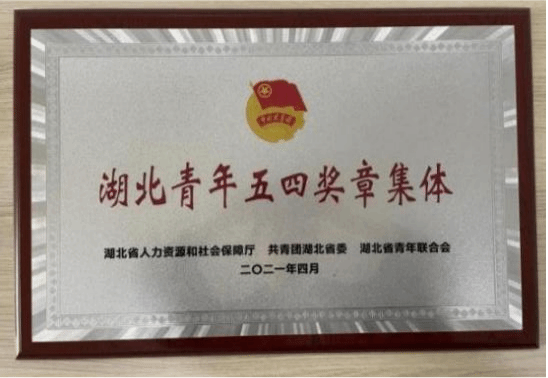 湖北青年五四奖章集体
湖北省人力资源和社会保障厅 共青团湖北省委 湖北省青年联合会
二〇二一年四月